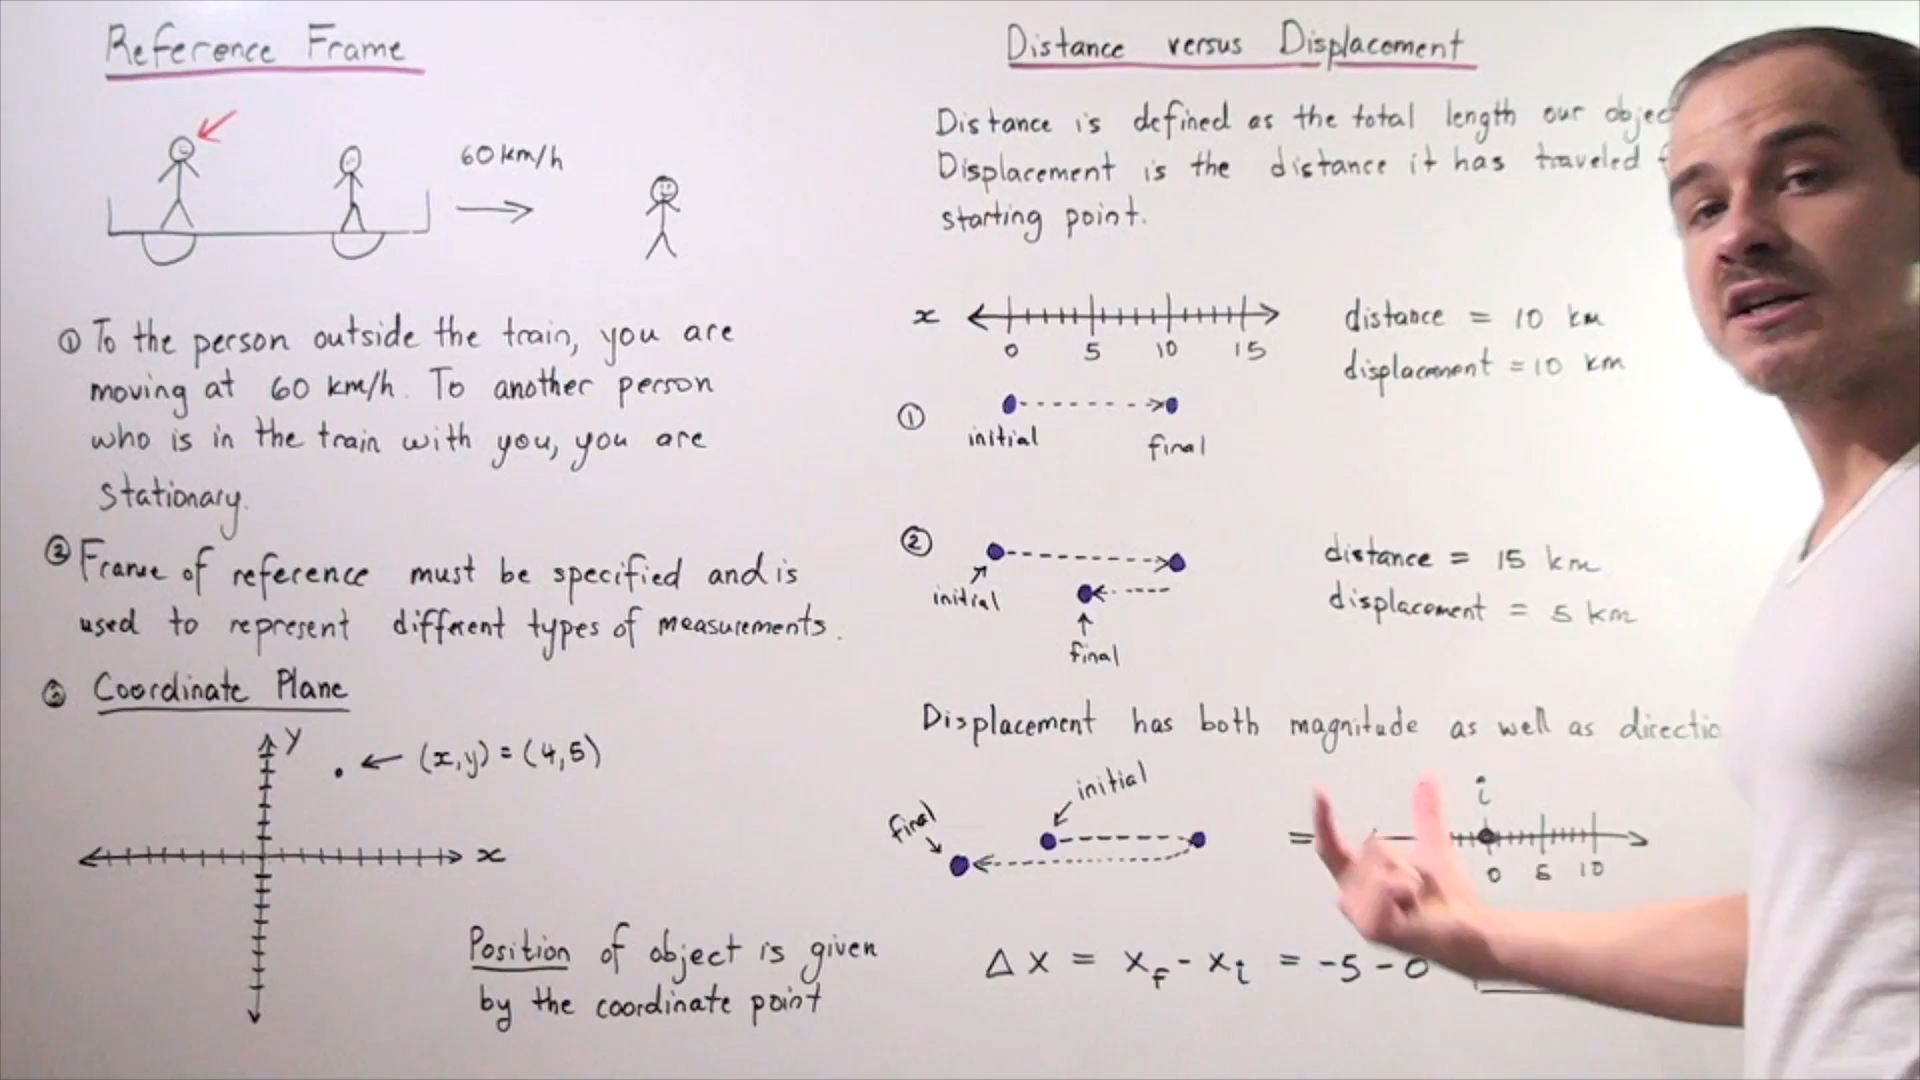 Reference Frame
60 km/h
① To the person outside the train, you are
moving at 60 km/h. To another person
who is in the train with you, you are
stationary.
② Frame of reference must be specified and is
used to represent different types of measurements.
③ Coordinate Plane
y
(x,y) = (4,5)
x
Position of object is given
by the coordinate point
Distance versus Displacement
Distance is defined as the total length our
Displacement is the distance it has traveled
starting point.
x
0 5 10 15
distance = 10 km
displacement = 10 km
①
initial
final
②
initial
final
distance = 15 km
displacement = 5 km
Displacement has both magnitude as well as
initial
final
=
i
0 5 10
Δx = xf - xi = -5 - 0